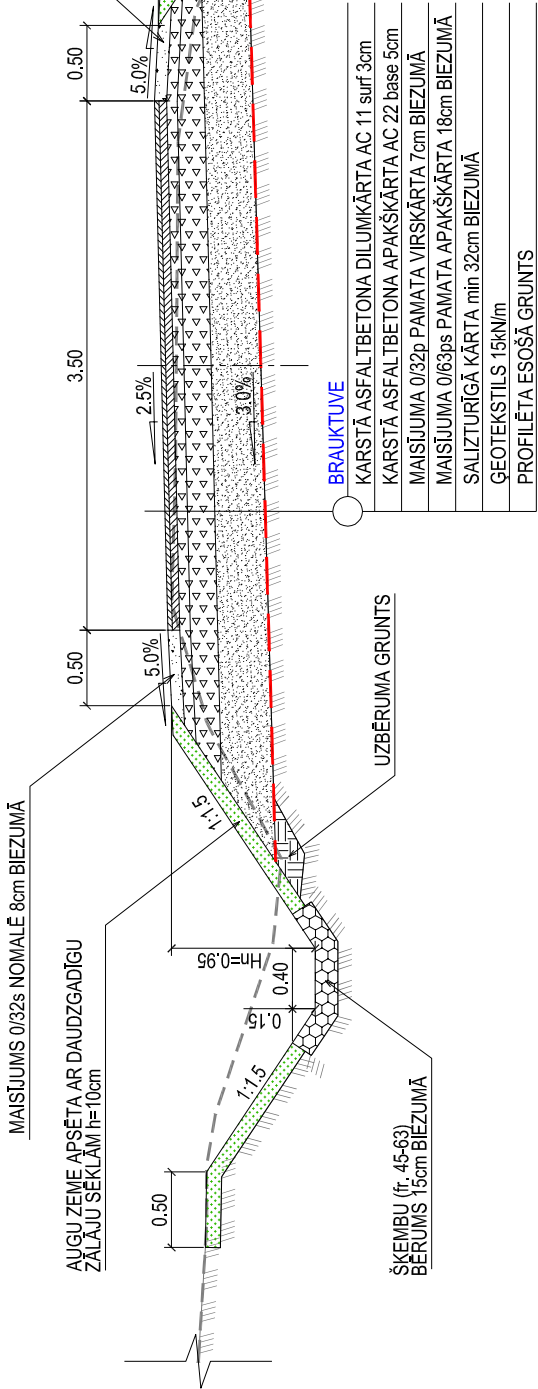 MAISĪJUMS 0/32s NOMALĒ 8cm BIEZUMĀ
AUGU ZEME APSĒTA AR DAUDZGADĪGU
ZĀLĀJU SĒKLĀM h=10cm
0.50
0.50
3.50
0.50
5.0%
2.5%
5.0%
3.0%
1:1.5
1:1.5
Hn=0.95
0.40
0.15
UZBĒRUMA GRUNTS
ŠĶEMBU (fr. 45-63)
BĒRUMS 15cm BIEZUMĀ
BRAUKTUVE
KARSTĀ ASFALTBETONA DILUMKĀRTA AC 11 surf 3cm
KARSTĀ ASFALTBETONA APAKŠKĀRTA AC 22 base 5cm
MAISĪJUMA 0/32p PAMATA VIRSKĀRTA 7cm BIEZUMĀ
MAISĪJUMA 0/63ps PAMATA APAKŠKĀRTA 18cm BIEZUMĀ
SALIZTURĪGĀ KĀRTA min 32cm BIEZUMĀ
ĢEOTEKSTILS 15kN/m
PROFILĒTA ESOŠĀ GRUNTS